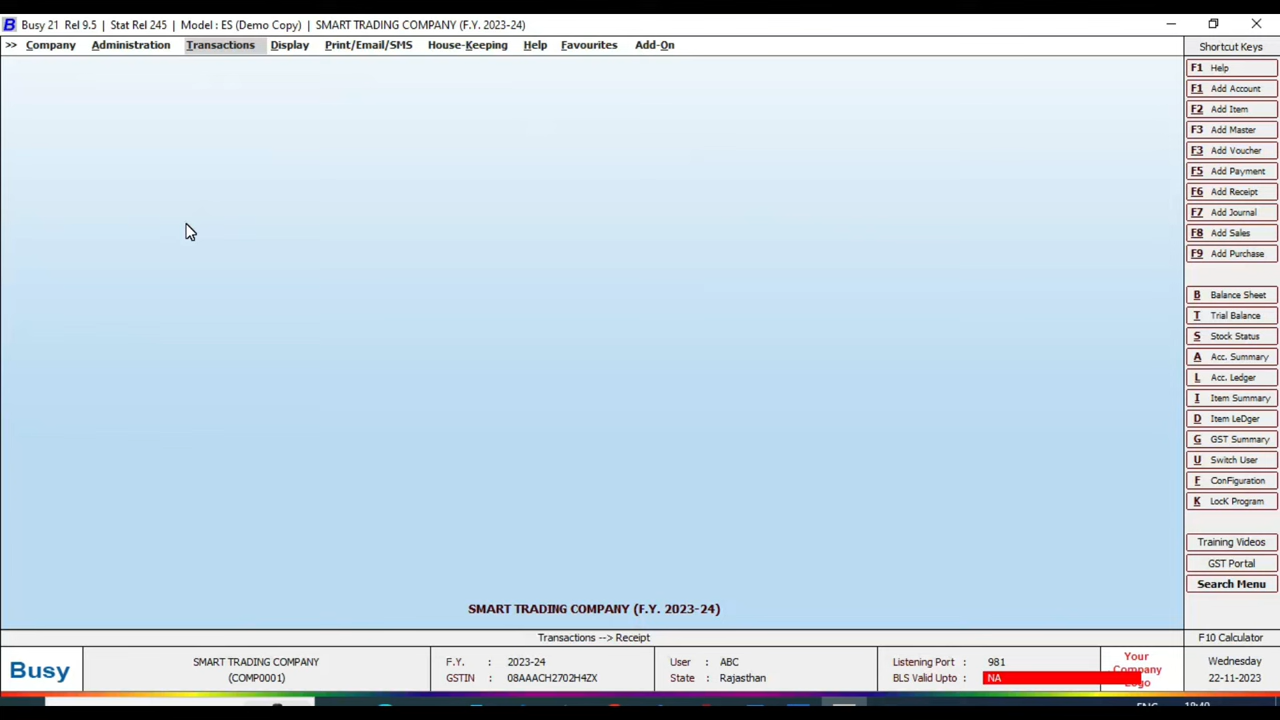 B Busy 21 Rel 9.5 | Stat Rel 245 | Model : ES (Demo Copy) | SMART TRADING COMPANY (F.Y. 2023-24)
>> Company Administration Transactions Display Print/Email/SMS House-Keeping Help Favourites Add-On
Shortcut Keys
F1 Help
F1 Add Account
F2 Add Item
F3 Add Master
F3 Add Voucher
F5 Add Payment
F6 Add Receipt
F7 Add Journal
F8 Add Sales
F9 Add Purchase
B Balance Sheet
T Trial Balance
S Stock Status
A Acc. Summary
L Acc. Ledger
I Item Summary
D Item LeDger
G GST Summary
U Switch User
F ConFiguration
K LocK Program
Training Videos
GST Portal
Search Menu
SMART TRADING COMPANY (F.Y. 2023-24)
Transactions --> Receipt
F10 Calculator
Busy
SMART TRADING COMPANY
(COMP0001)
F.Y. : 2023-24
GSTIN : 08AAACH2702H4ZX
User : ABC
State : Rajasthan
Listening Port : 981
BLS Valid Upto : NA
Your
Company
Logo
Wednesday
22-11-2023